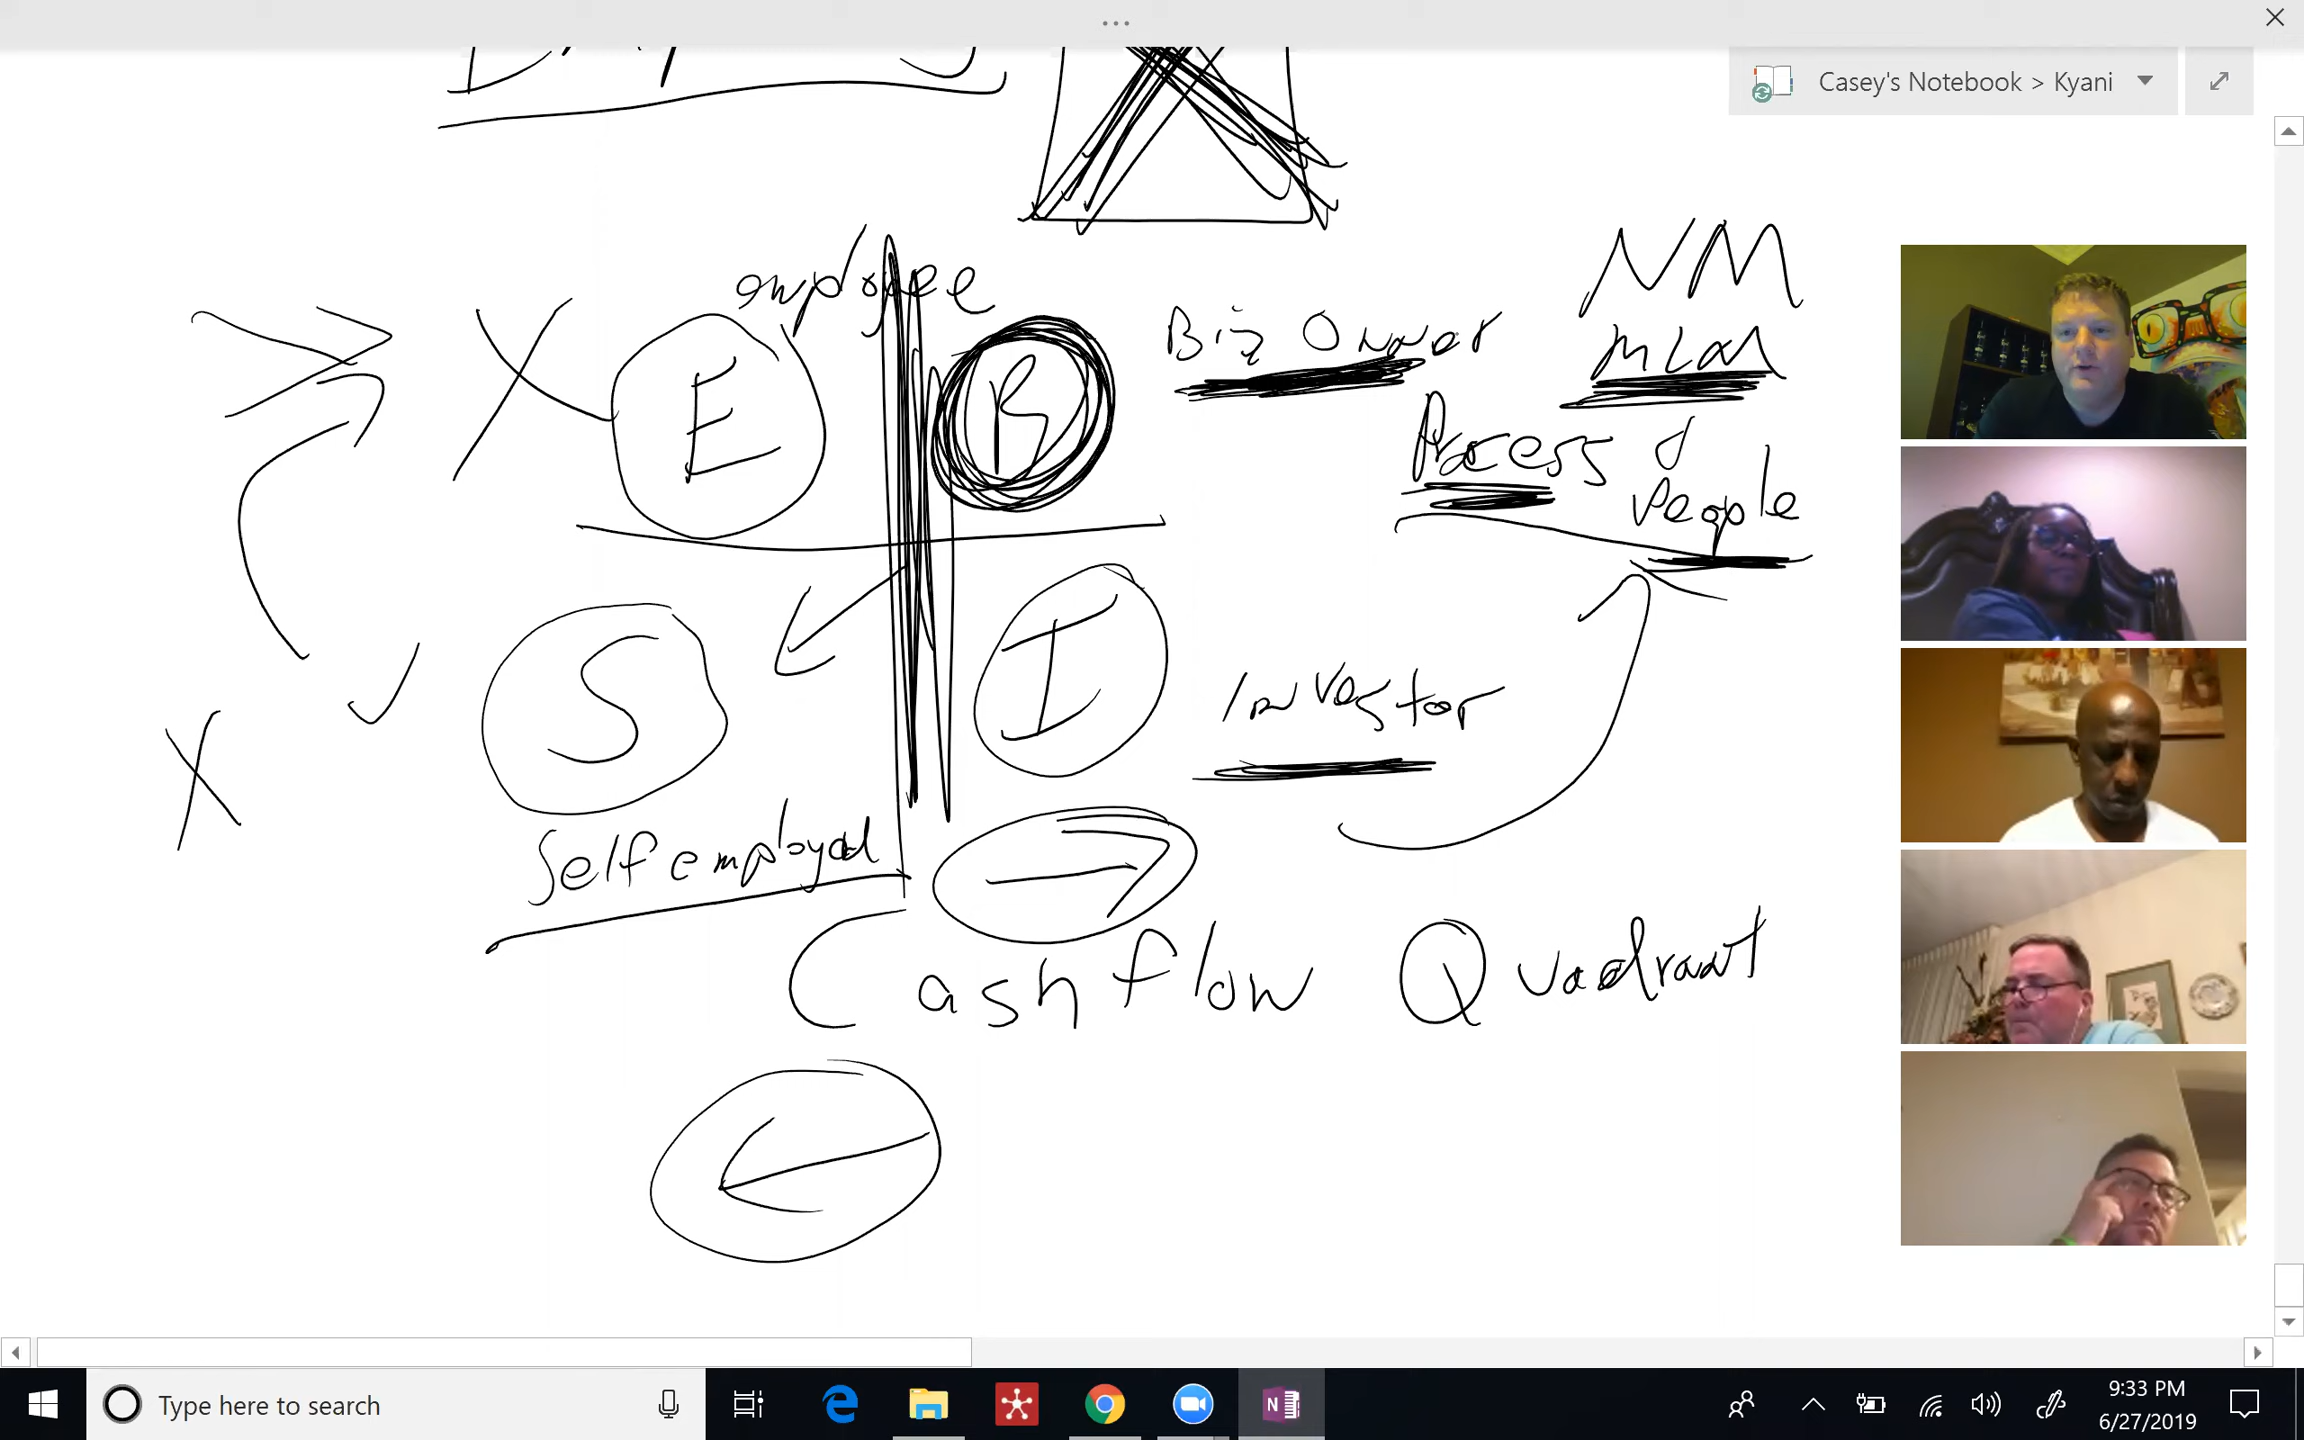 Casey's Notebook > Kyani
NM
employee
Biz Owner
MLM
E
B
Process &
People
S
I
Investor
Self employed
Cashflow Quadrant
Type here to search
N
9:33 PM
6/27/2019